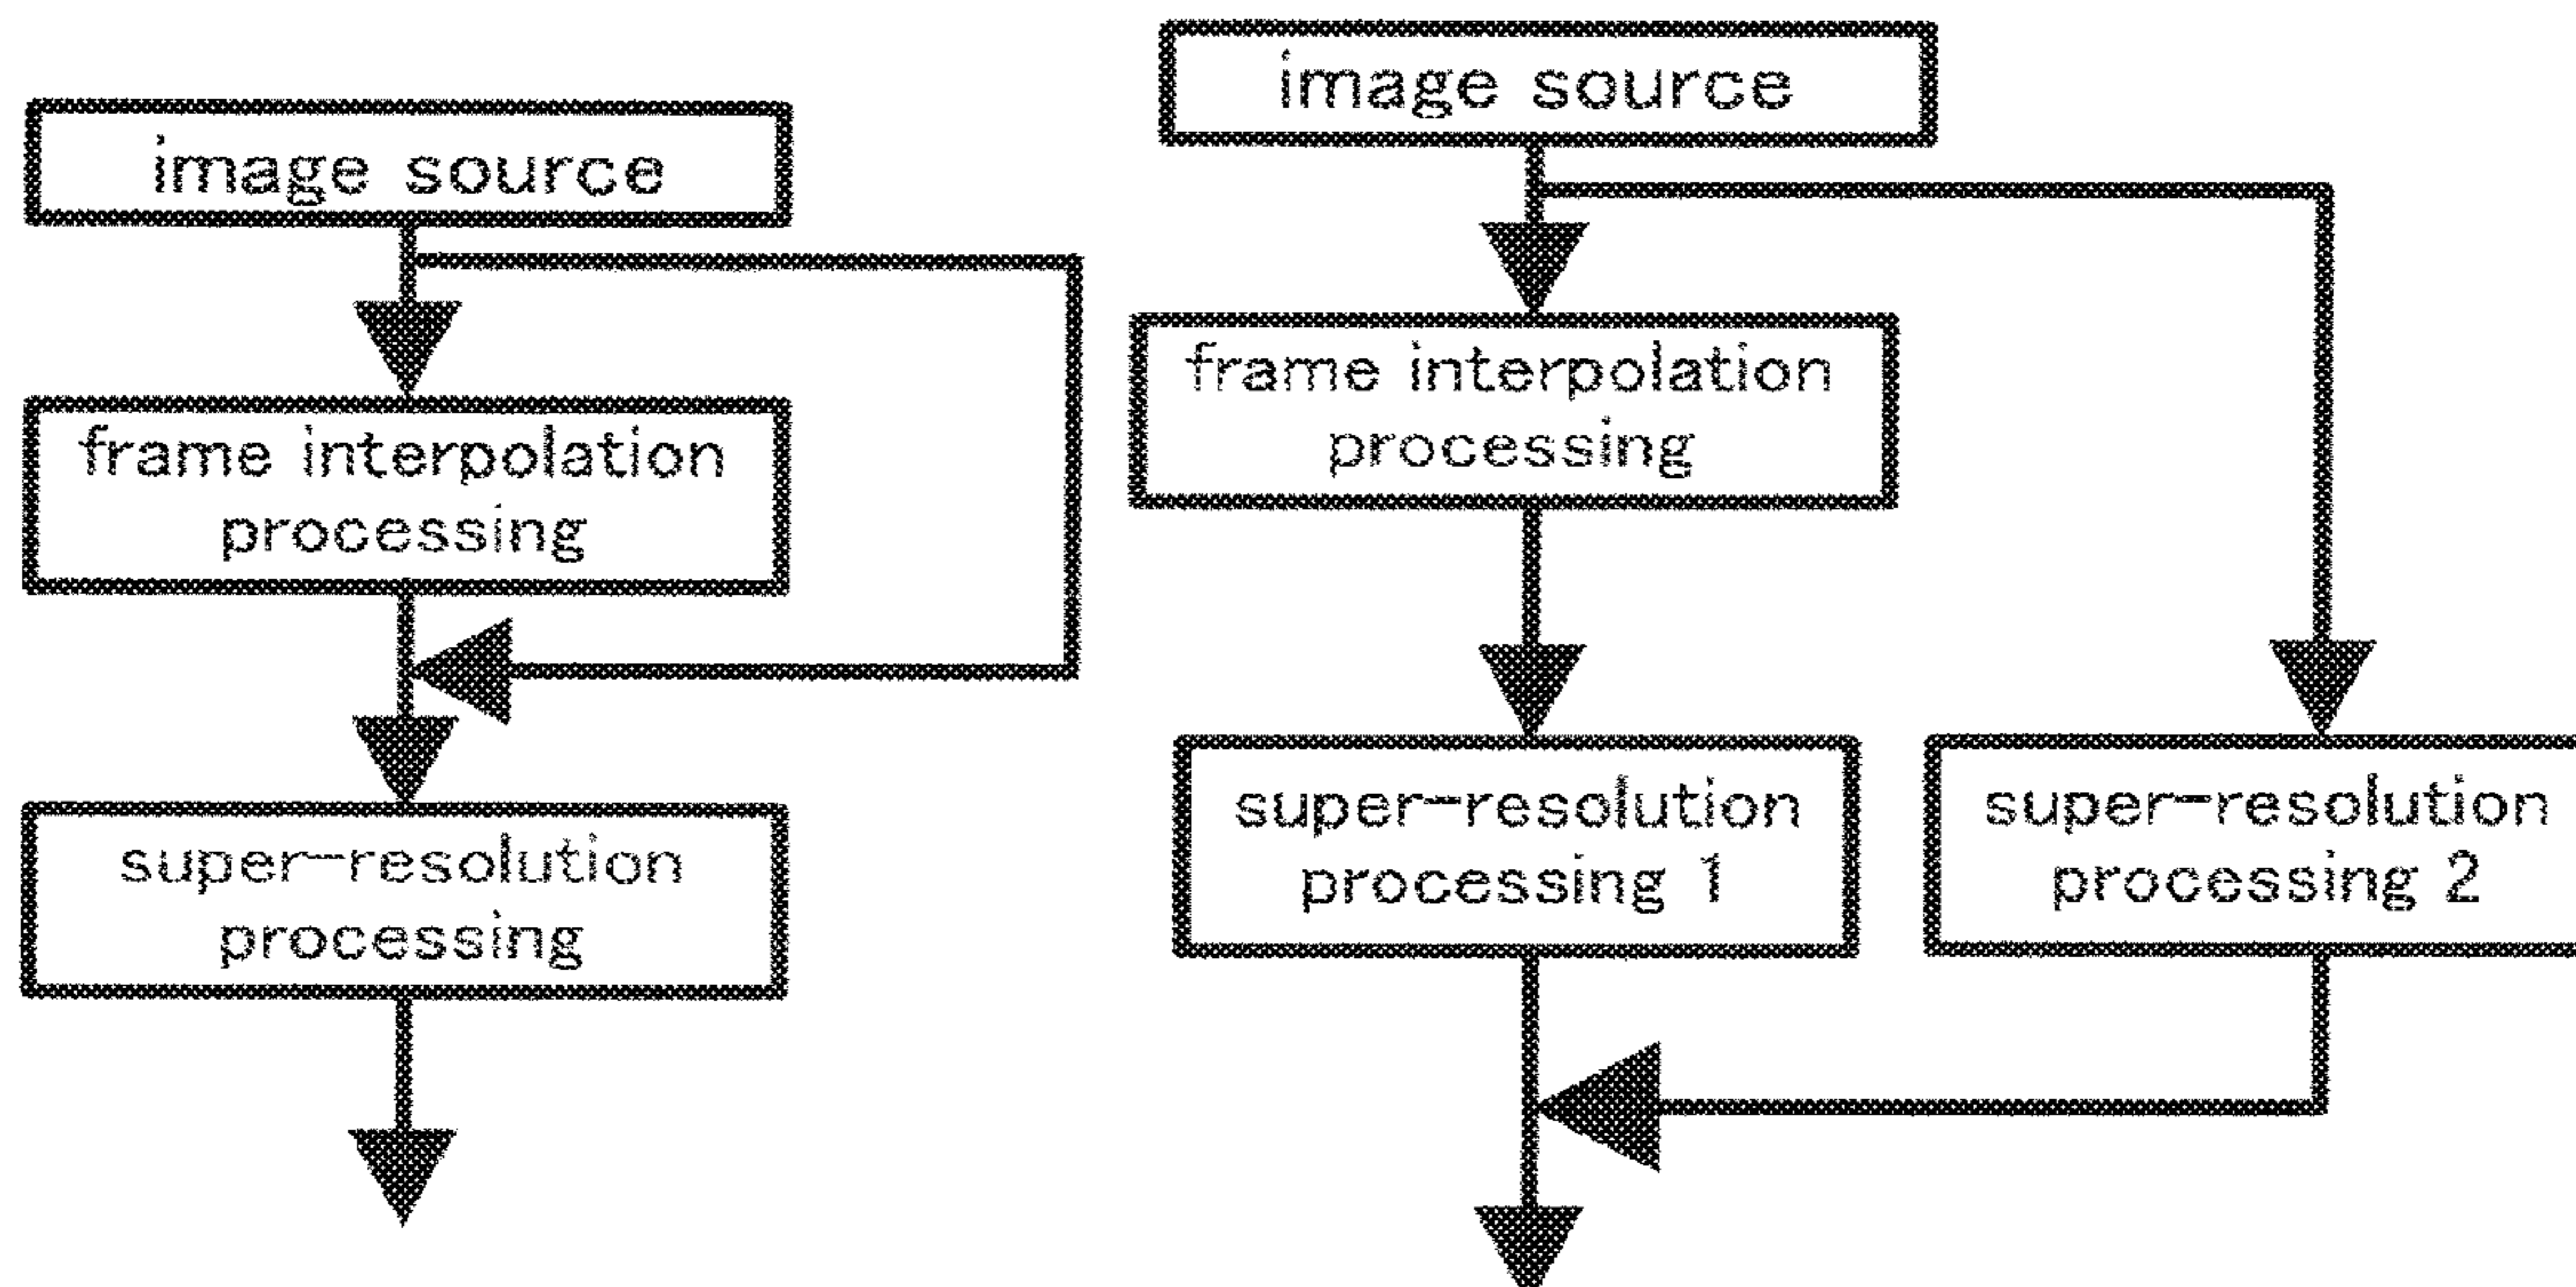 image source
frame interpolation
processing
super-resolution
processing
image source
frame interpolation
processing
super-resolution
processing 1
super-resolution
processing 2